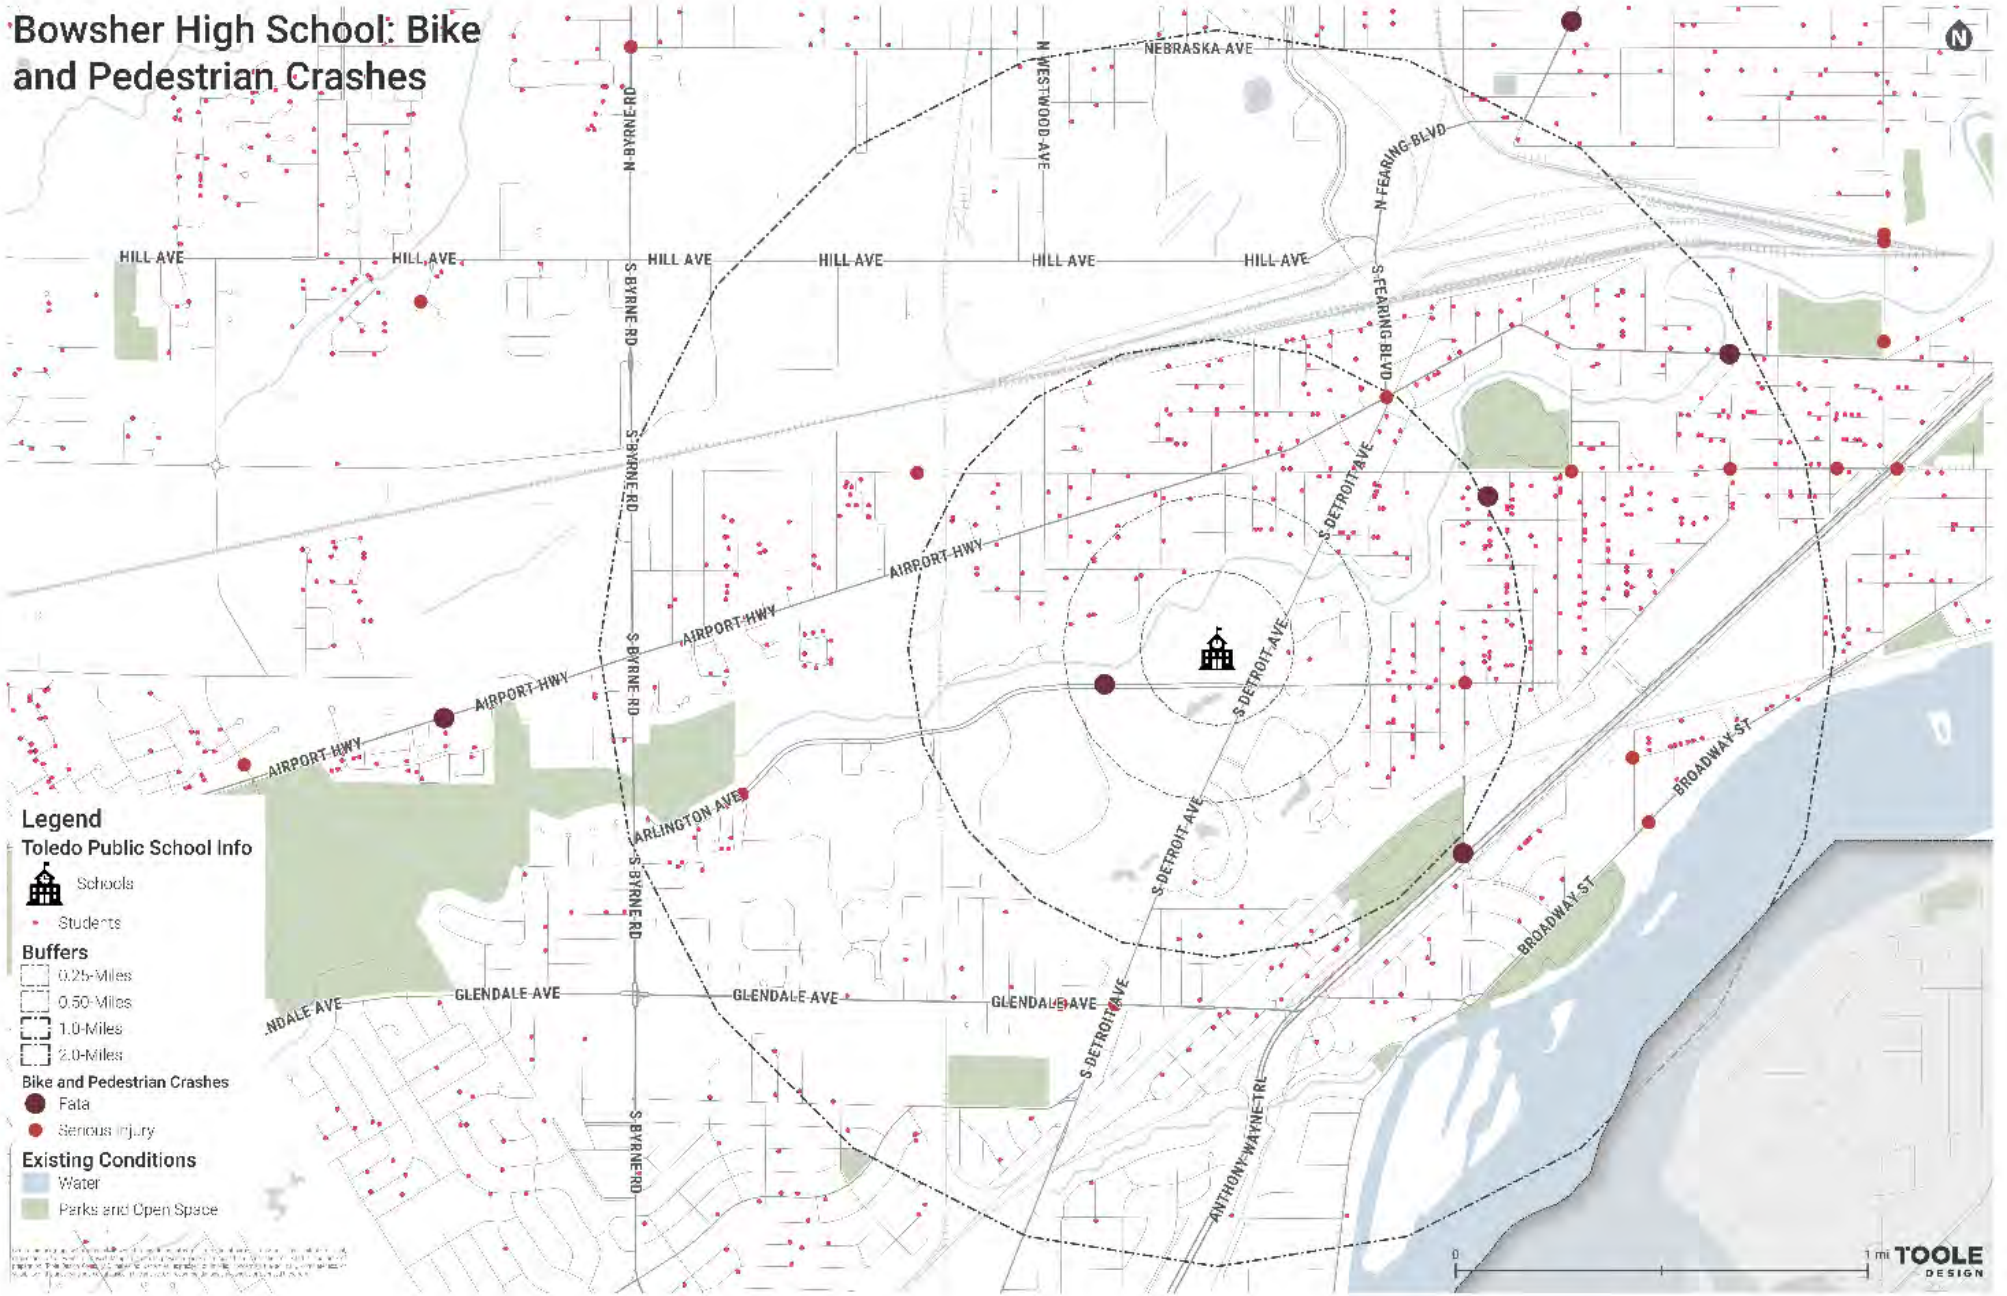 Bowsher High School: Bike
and Pedestrian Crashes
N
NEBRASKA AVE
N WESTWOOD AVE
N BYRNE RD
N FEARING BLVD
HILL AVE
HILL AVE
HILL AVE
HILL AVE
HILL AVE
HILL AVE
S BYRNE RD
S FEARING BLVD
S BYRNE RD
S DETROIT AVE
AIRPORT HWY
AIRPORT HWY
S DETROIT AVE
S BYRNE RD
AIRPORT HWY
AIRPORT HWY
BROADWAY ST
ARLINGTON AVE
S DETROIT AVE
S BYRNE RD
BROADWAY ST
GLENDALE AVE
GLENDALE AVE
GLENDALE AVE
NDALE AVE
S DETROIT AVE
S BYRNE RD
ANTHONY WAYNE TRL
Legend
Toledo Public School Info
Schools
Students
Buffers
0.25-Miles
0.50-Miles
1.0-Miles
2.0-Miles
Bike and Pedestrian Crashes
Fata
Serious Injury
Existing Conditions
Water
Parks and Open Space
0
1 mi
TOOLE
DESIGN